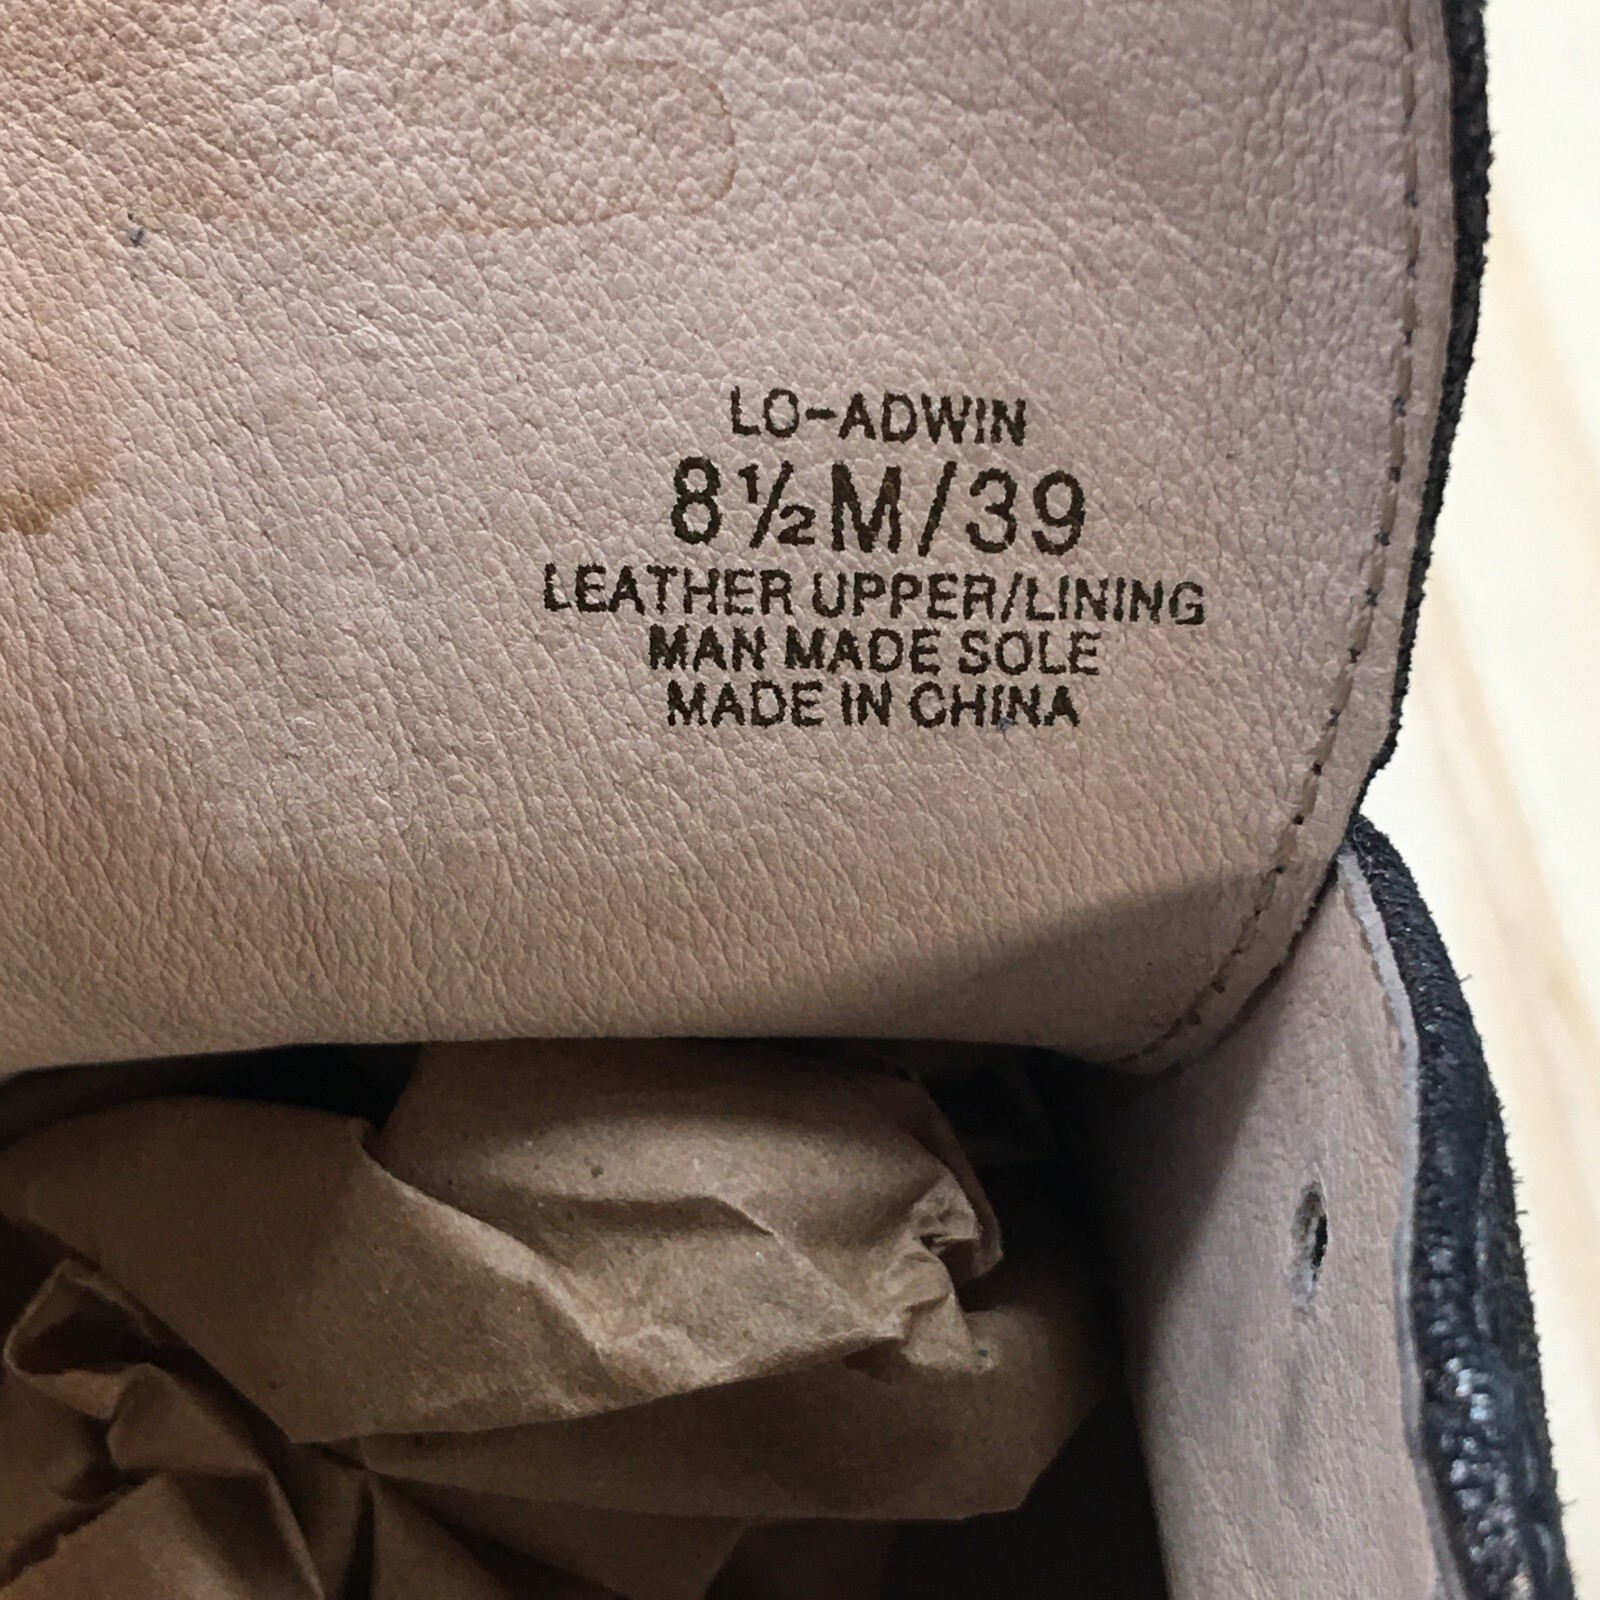 LO-ADWIN
8½M/39
LEATHER UPPER/LINING
MAN MADE SOLE
MADE IN CHINA